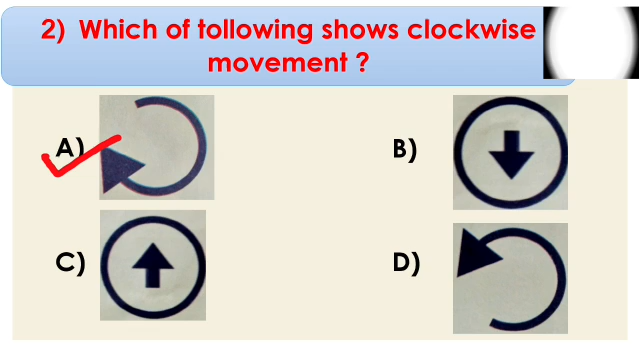 2) Which of tollowing shows clockwise
movement ?
A)
B)
C)
D)